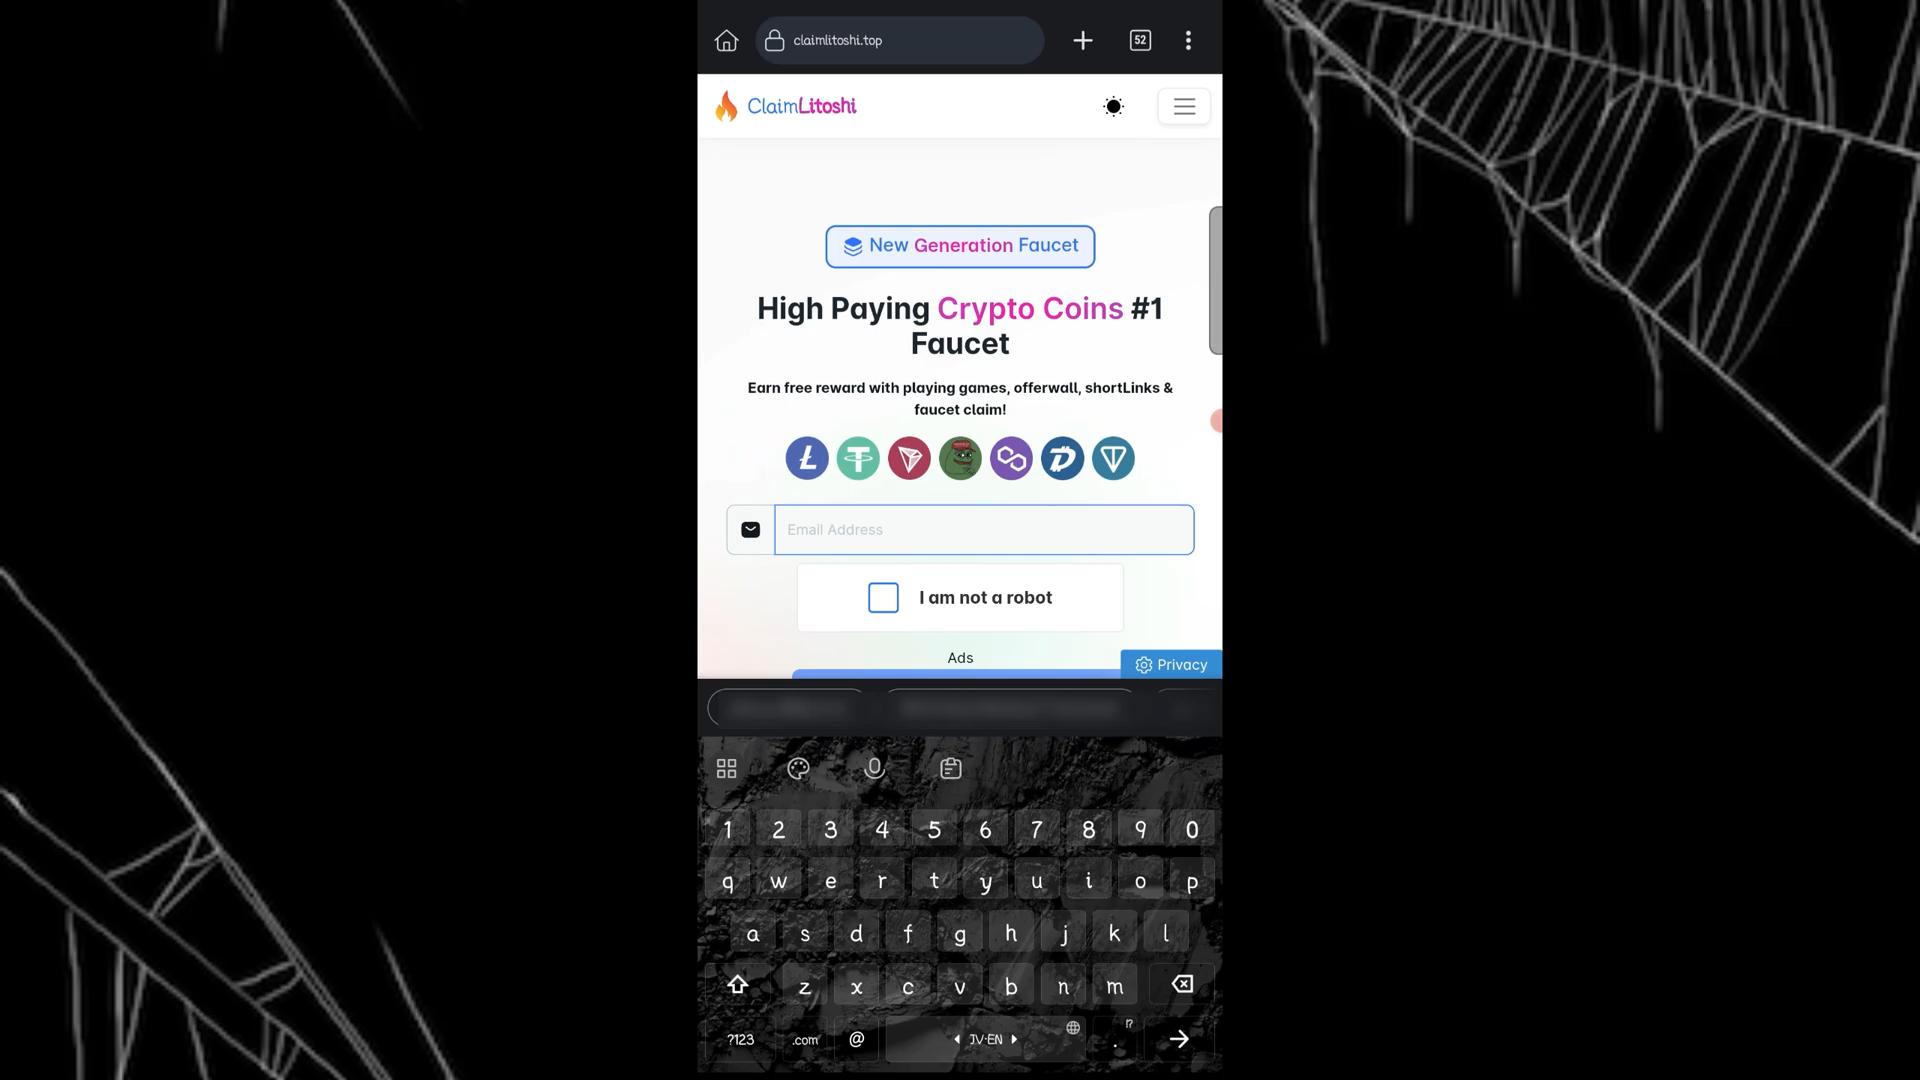 claimlitoshi.top
52
ClaimLitoshi
New Generation Faucet
High Paying Crypto Coins #1
Faucet
Earn free reward with playing games, offerwall, shortLinks &
faucet claim!
Email Address
I am not a robot
Ads
Privacy
1 2 3 4 5 6 7 8 9 0
q w e r t y u i o p
a s d f g h j k l
z x c v b n m
?123 .com @ JV·EN . !?